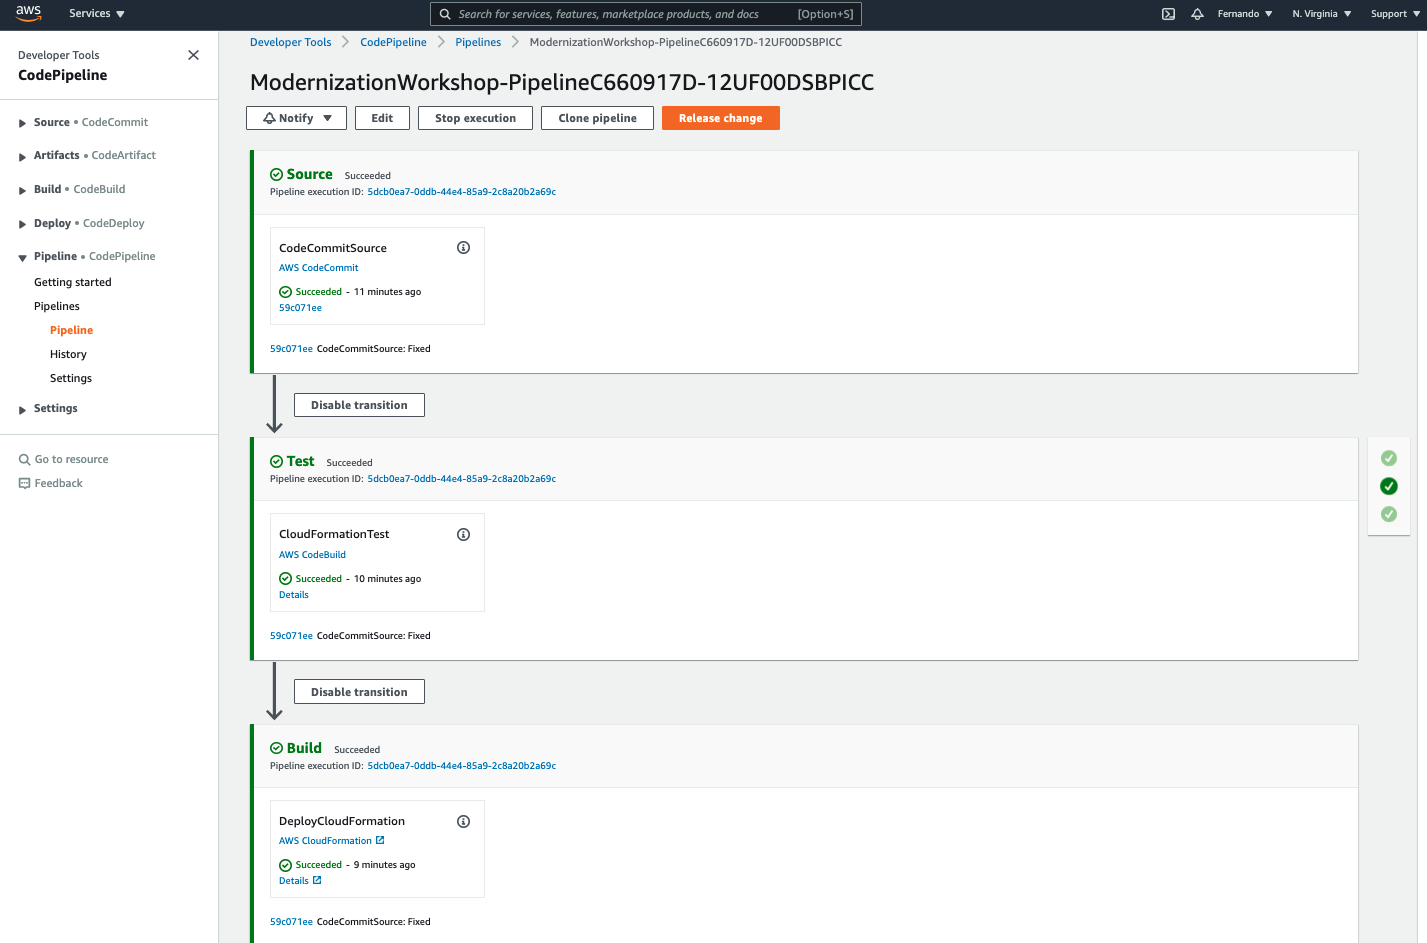 aws Services Search for services, features, marketplace products, and docs [Option+S] Fernando N. Virginia Support
Developer Tools
CodePipeline
Source • CodeCommit
Artifacts • CodeArtifact
Build • CodeBuild
Deploy • CodeDeploy
Pipeline • CodePipeline
Getting started
Pipelines
Pipeline
History
Settings
Settings
Go to resource
Feedback
Developer Tools CodePipeline Pipelines ModernizationWorkshop-PipelineC660917D-12UF00DSBPICC
ModernizationWorkshop-PipelineC660917D-12UF00DSBPICC
Notify Edit Stop execution Clone pipeline Release change
Source Succeeded
Pipeline execution ID: 5dcb0ea7-0ddb-44e4-85a9-2c8a20b2a69c
CodeCommitSource
AWS CodeCommit
Succeeded - 11 minutes ago
59c071ee
59c071ee CodeCommitSource: Fixed
Disable transition
Test Succeeded
Pipeline execution ID: 5dcb0ea7-0ddb-44e4-85a9-2c8a20b2a69c
CloudFormationTest
AWS CodeBuild
Succeeded - 10 minutes ago
Details
59c071ee CodeCommitSource: Fixed
Disable transition
Build Succeeded
Pipeline execution ID: 5dcb0ea7-0ddb-44e4-85a9-2c8a20b2a69c
DeployCloudFormation
AWS CloudFormation
Succeeded - 9 minutes ago
Details
59c071ee CodeCommitSource: Fixed